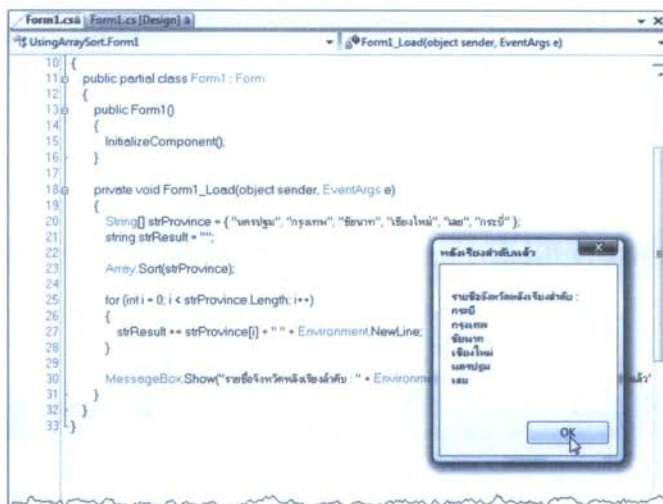 Form1.cs Form1.cs [Design]
UsingArraySort.Form1 Form1_Load(object sender, EventArgs e)
10 {
11 public partial class Form1 : Form
12 {
13 public Form1()
14 {
15 InitializeComponent();
16 }
17
18 private void Form1_Load(object sender, EventArgs e)
19 {
20 String[] strProvince = { "นครปฐม", "กรุงเทพ", "ชัยนาท", "เชียงใหม่", "เลย", "กระบี่" };
21 string strResult = "";
22
23 Array.Sort(strProvince);
24
25 for (int i = 0; i < strProvince.Length; i++)
26 {
27 strResult += strProvince[i] + " " + Environment.NewLine;
28 }
29
30 MessageBox.Show("รายชื่อจังหวัดหลังเรียงลำดับ : " + Environm
31 }
32 }
33 }
หลังเรียงลำดับแล้ว
รายชื่อจังหวัดหลังเรียงลำดับ :
กระบี่
กรุงเทพ
ชัยนาท
เชียงใหม่
นครปฐม
เลย
OK